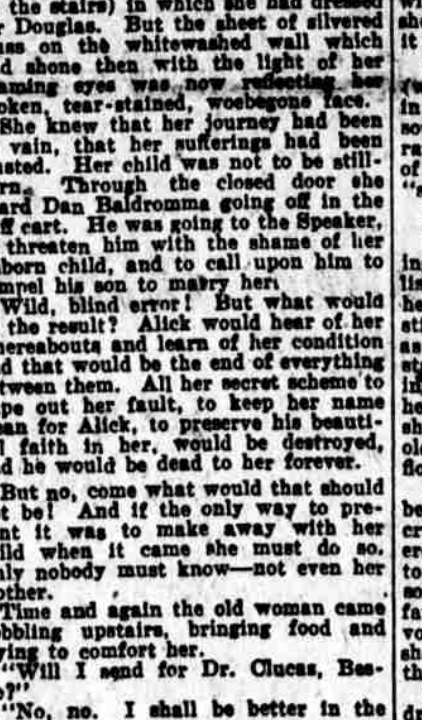 the stairs) in which she had dressed
r Douglas. But the sheet of silvered
ass on the whitewashed wall which
d shone then with the light of her
aming eyes was now reflecting her
oken, tear-stained, woebegone face.
She knew that her journey had been
vain, that her sufferings had been
asted. Her child was not to be still-
rn. Through the closed door she
ard Dan Baldromma going off in the
ff cart. He was going to the Speaker,
threaten him with the shame of her
born child, and to call upon him to
mpel his son to marry her.
Wild, blind error! But what would
the result? Alick would hear of her
hereabouts and learn of her condition
d that would be the end of everything
tween them. All her secret scheme to
pe out her fault, to keep her name
ean for Alick, to preserve his beauti-
l faith in her, would be destroyed,
d he would be dead to her forever.
But no, come what would that should
t be! And if the only way to pre-
nt it was to make away with her
ild when it came she must do so.
nly nobody must know—not even her
other.
Time and again the old woman came
obbling upstairs, bringing food and
ying to comfort her.
"Will I send for Dr. Clucas, Bes-
?"
"No, no. I shall be better in the